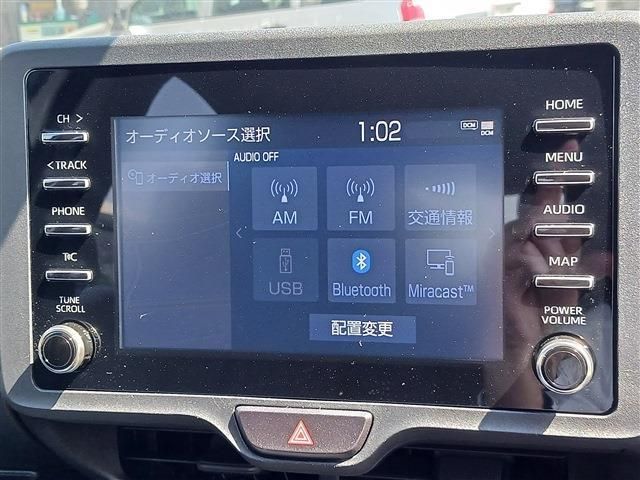 CH >
< TRACK
PHONE
T/C
TUNE
SCROLL
オーディオソース選択
1:02
DCM
DCM
AUDIO OFF
オーディオ選択
AM
FM
交通情報
USB
Bluetooth
Miracast™
配置変更
HOME
MENU
AUDIO
MAP
POWER
VOLUME